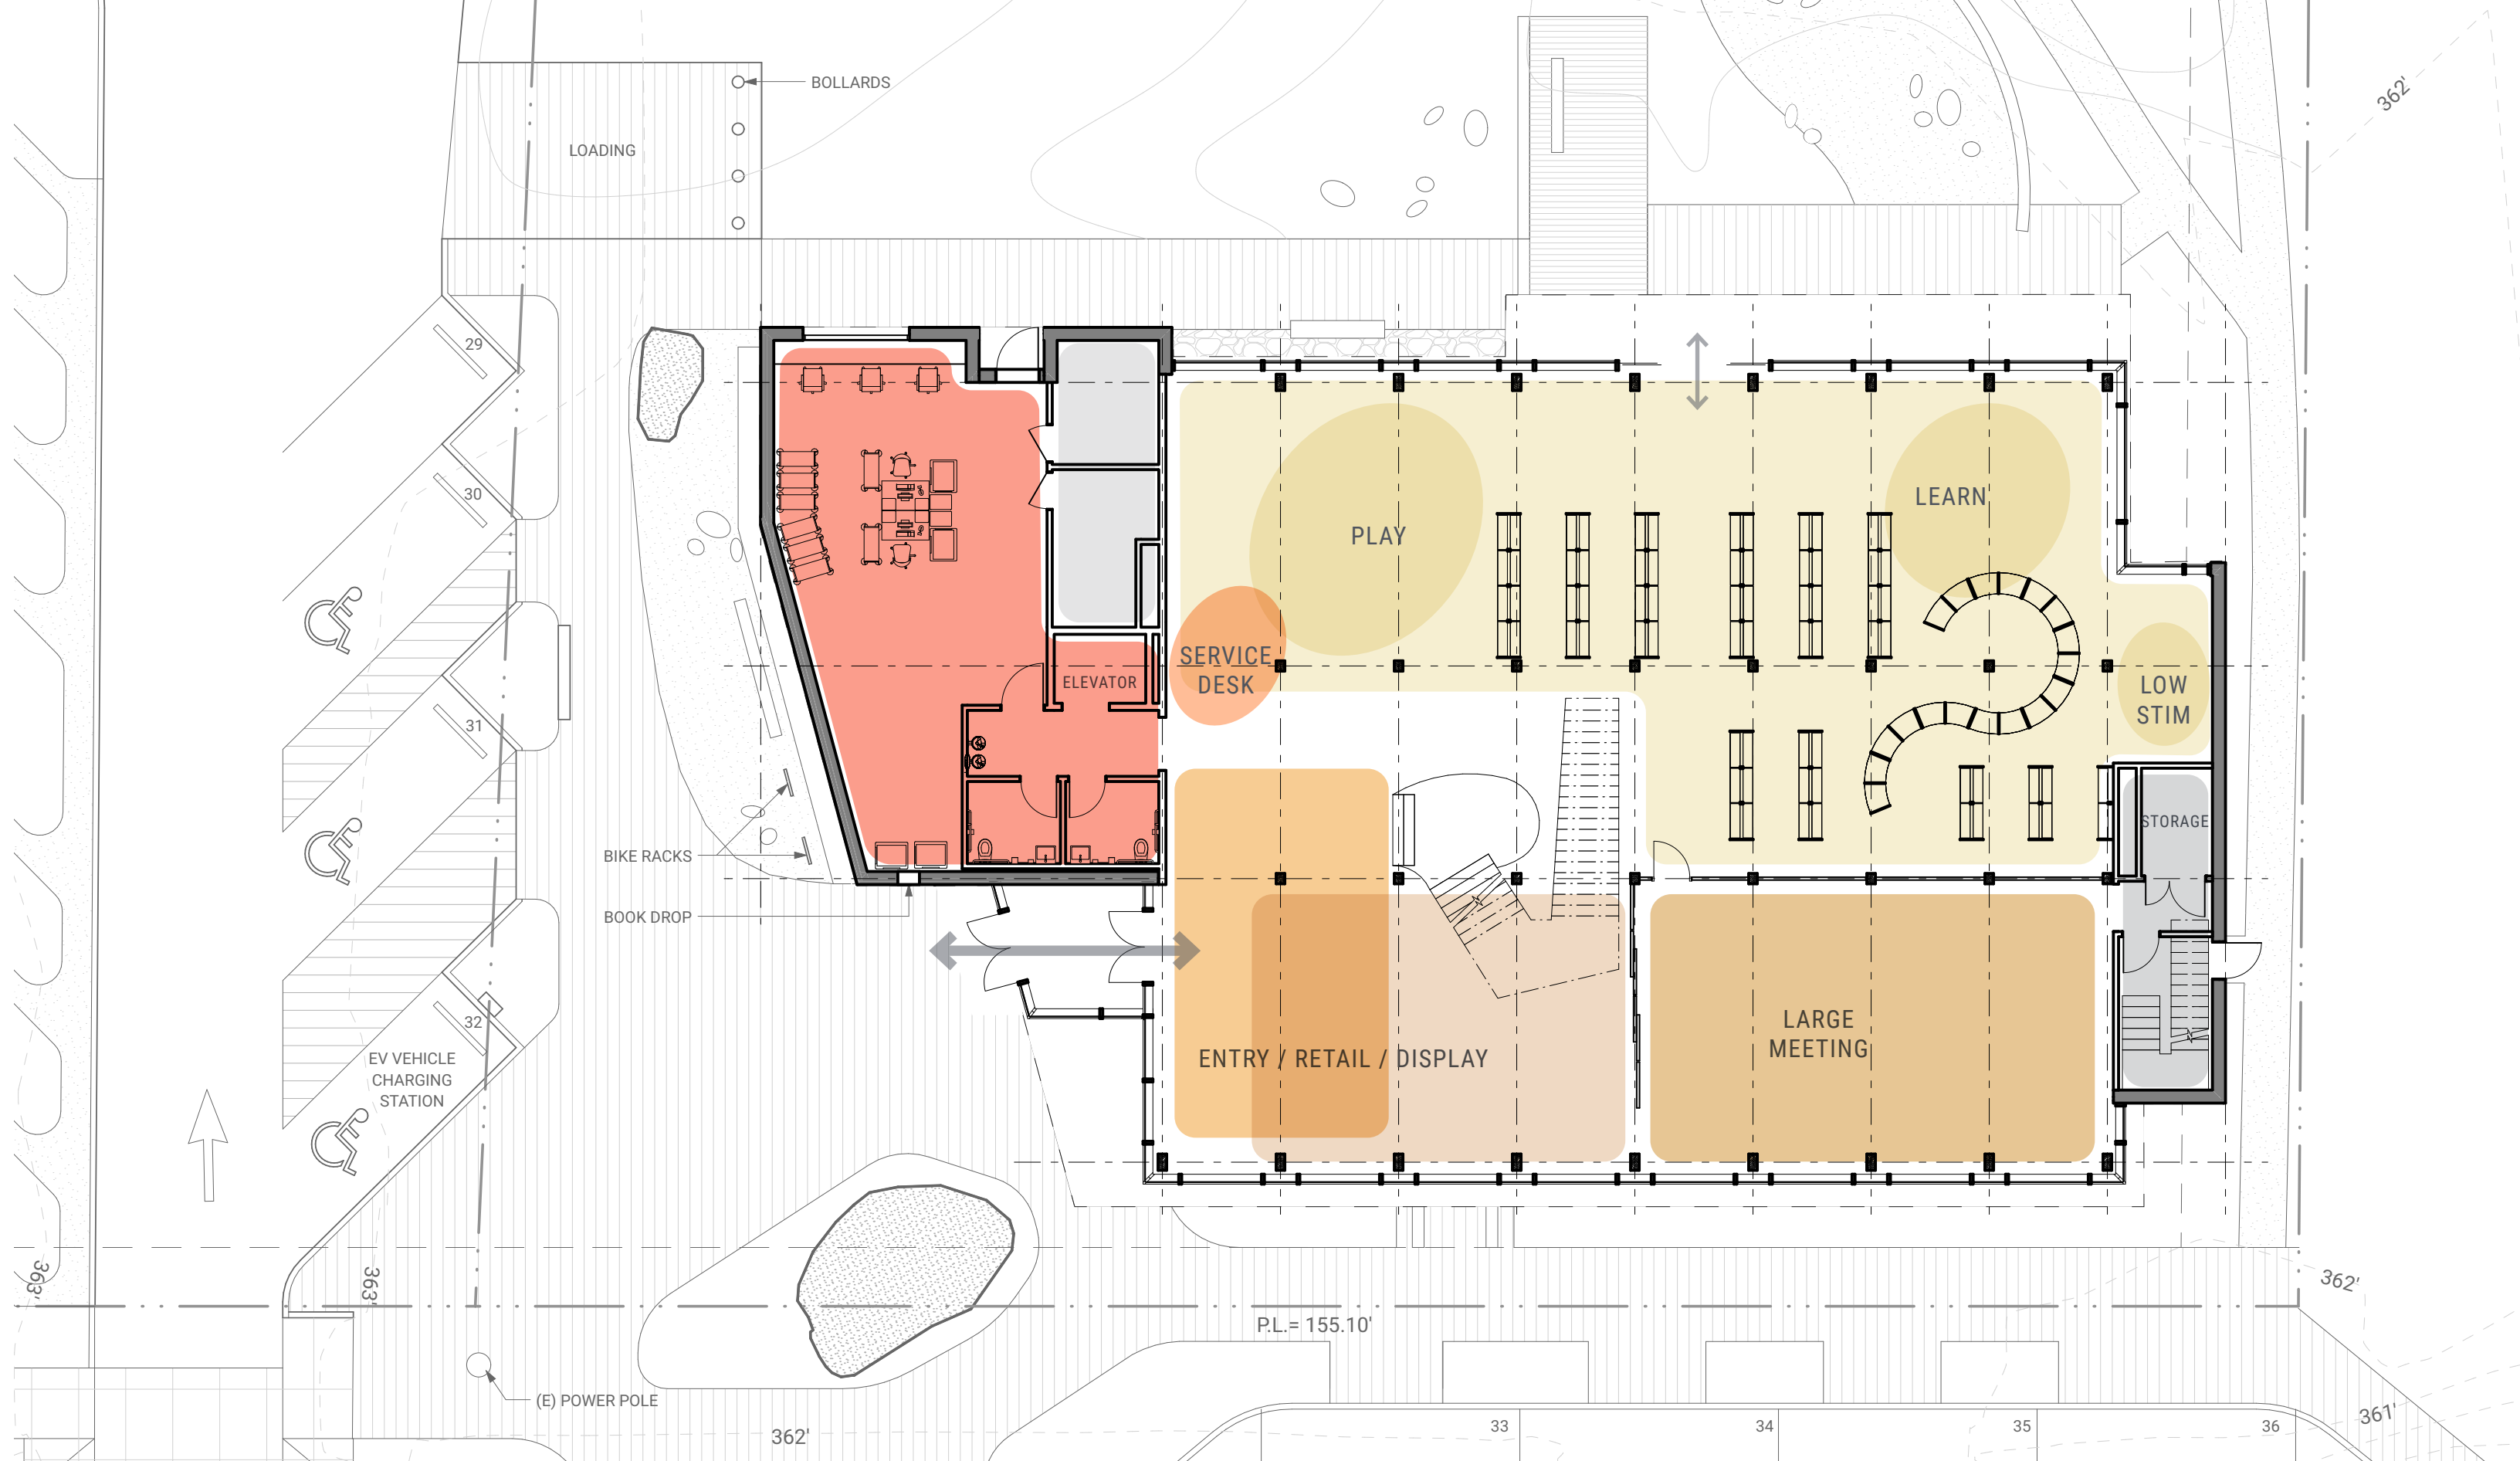 BOLLARDS
362'
LOADING
29
30
31
32
PLAY
LEARN
SERVICE
DESK
ELEVATOR
LOW
STIM
STORAGE
BIKE RACKS
BOOK DROP
EV VEHICLE
CHARGING
STATION
ENTRY / RETAIL / DISPLAY
LARGE
MEETING
363'
363'
362'
P.L.= 155.10'
(E) POWER POLE
362'
33
34
35
36
361'